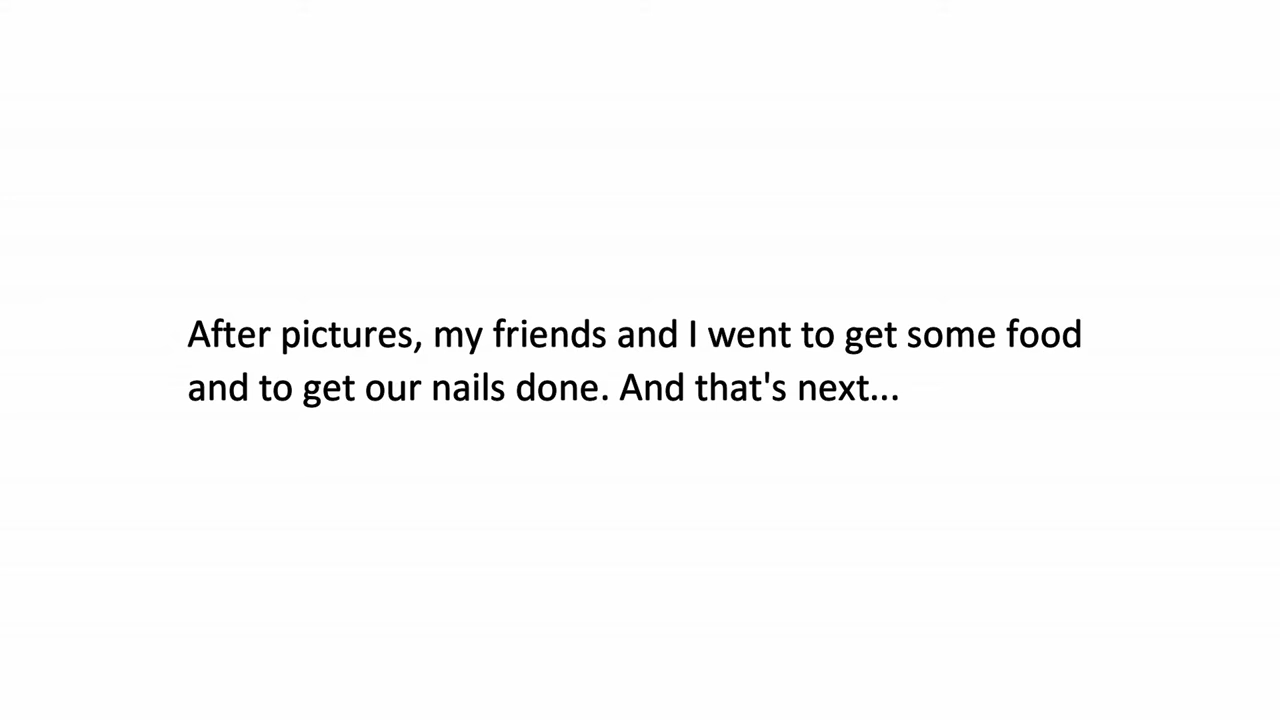 After pictures, my friends and I went to get some food
and to get our nails done. And that's next...